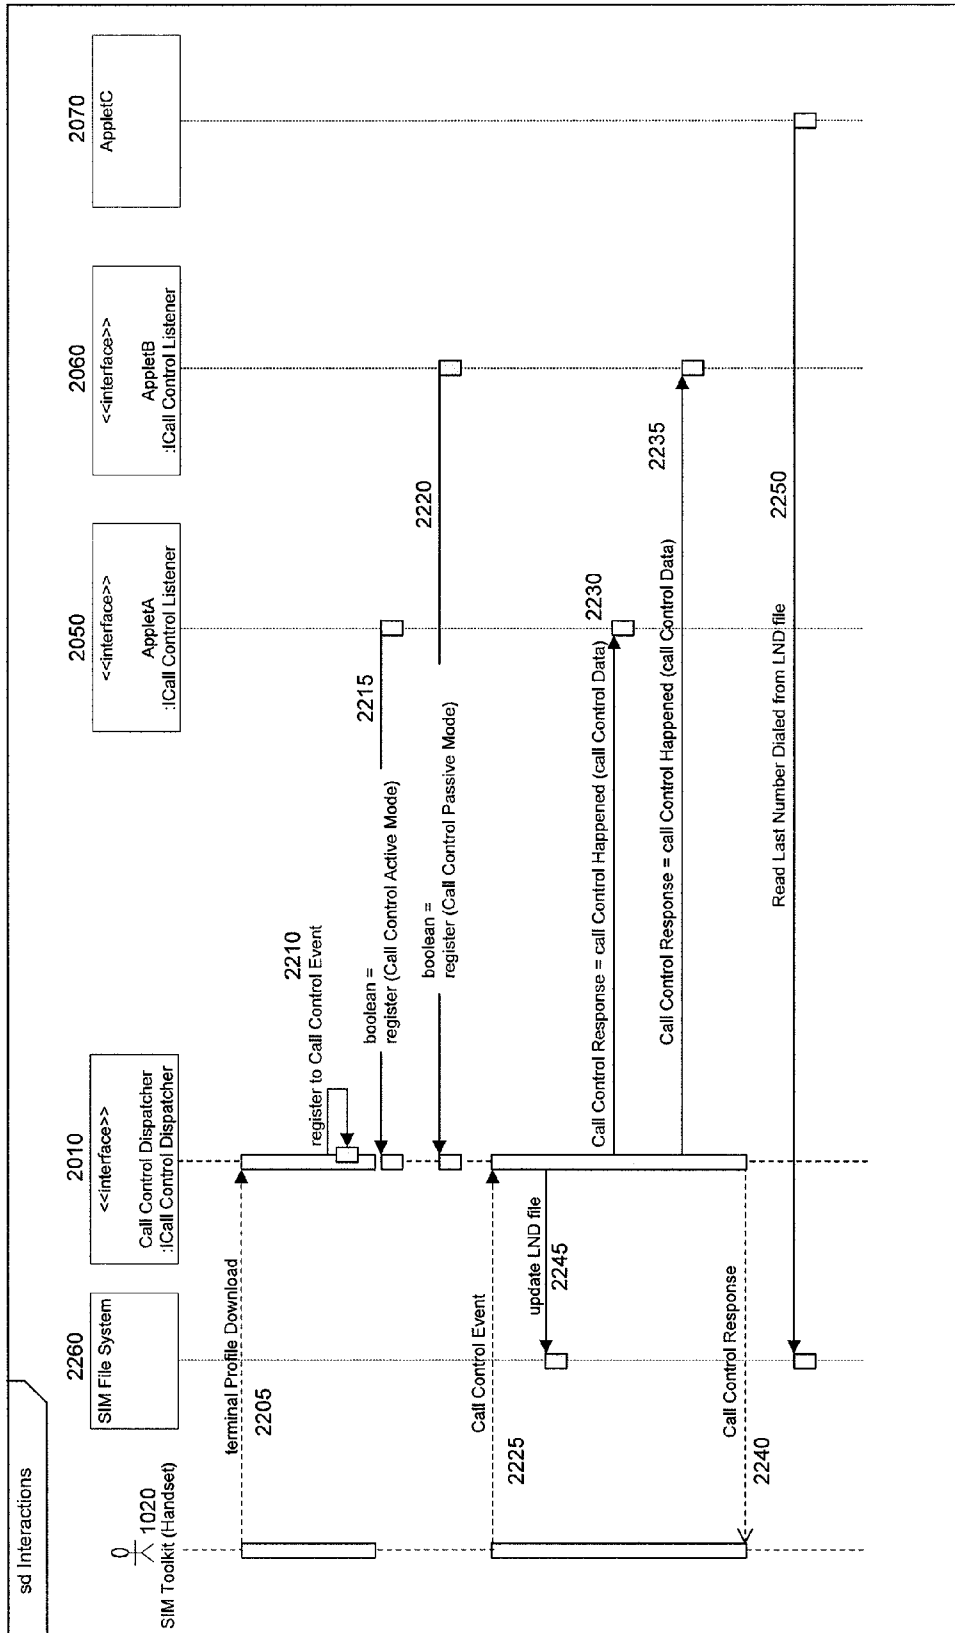 sd Interactions
1020
SIM Toolkit (Handset)
2260
SIM File System
2010
<<interface>>
Call Control Dispatcher
:ICall Control Dispatcher
2050
<<interface>>
AppletA
:ICall Control Listener
2060
<<interface>>
AppletB
:ICall Control Listener
2070
AppletC
terminal Profile Download
2205
2210
register to Call Control Event
boolean =
register (Call Control Active Mode)
2215
boolean =
register (Call Control Passive Mode)
2220
Call Control Event
2225
update LND file
2245
Call Control Response = call Control Happened (call Control Data)
2230
Call Control Response = call Control Happened (call Control Data)
2235
Call Control Response
2240
Read Last Number Dialed from LND file
2250